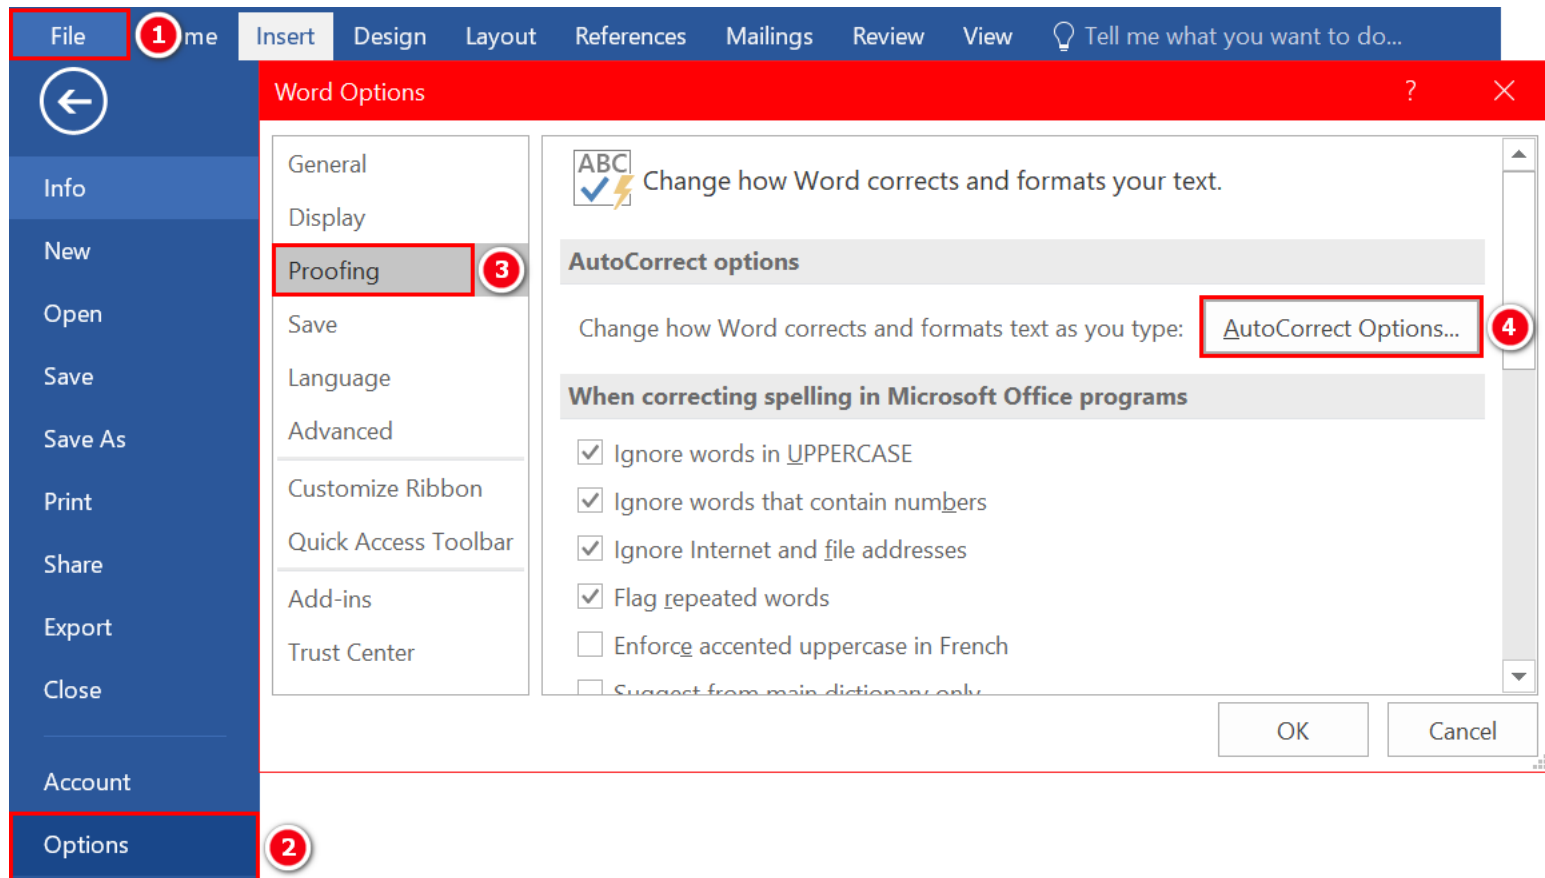 File 1 me Insert Design Layout References Mailings Review View Tell me what you want to do...
Word Options ?
Info
New
Open
Save
Save As
Print
Share
Export
Close
Account
Options 2
General
Display
Proofing 3
Save
Language
Advanced
Customize Ribbon
Quick Access Toolbar
Add-ins
Trust Center
ABC
Change how Word corrects and formats your text.
AutoCorrect options
Change how Word corrects and formats text as you type: AutoCorrect Options... 4
When correcting spelling in Microsoft Office programs
Ignore words in UPPERCASE
Ignore words that contain numbers
Ignore Internet and file addresses
Flag repeated words
Enforce accented uppercase in French
Suggest from main dictionary only
OK Cancel